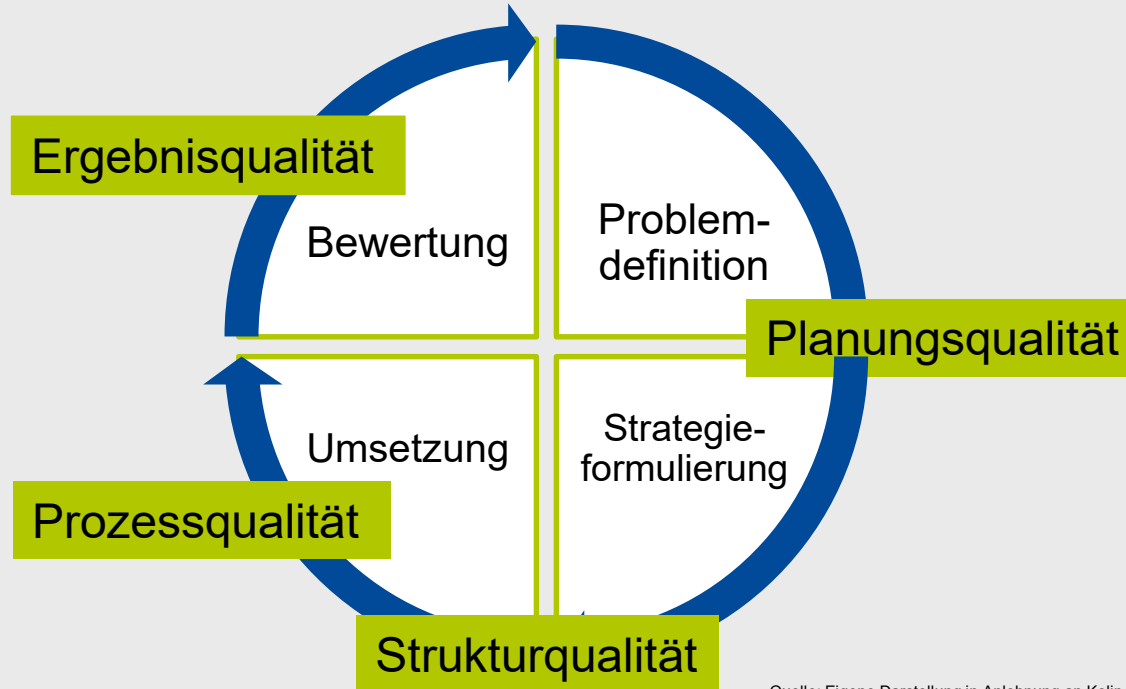 Ergebnisqualität
Bewertung
Problem-
definition
Planungsqualität
Umsetzung
Strategie-
formulierung
Prozessqualität
Strukturqualität